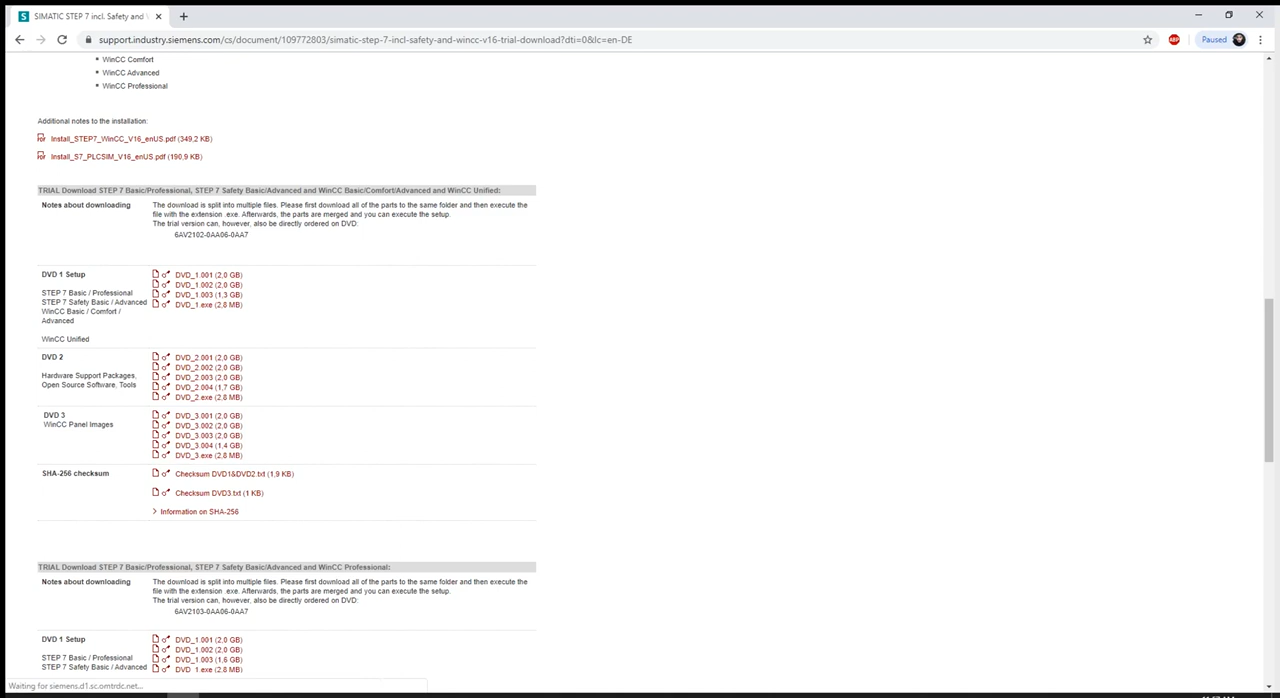 SIMATIC STEP 7 incl. Safety and
support.industry.siemens.com/cs/document/109772803/simatic-step-7-incl-safety-and-wincc-v16-trial-download?dti=0&lc=en-DE
ABP
Paused
WinCC Comfort
WinCC Advanced
WinCC Professional
Additional notes to the installation:
Install_STEP7_WinCC_V16_enUS.pdf (349,2 KB)
Install_S7_PLCSIM_V16_enUS.pdf (190,9 KB)
TRIAL Download STEP 7 Basic/Professional, STEP 7 Safety Basic/Advanced and WinCC Basic/Comfort/Advanced and WinCC Unified:
Notes about downloading
The download is split into multiple files. Please first download all of the parts to the same folder and then execute the
file with the extension .exe. Afterwards, the parts are merged and you can execute the setup.
The trial version can, however, also be directly ordered on DVD:
6AV2102-0AA06-0AA7
DVD 1 Setup
STEP 7 Basic / Professional
STEP 7 Safety Basic / Advanced
WinCC Basic / Comfort /
Advanced
WinCC Unified
DVD_1.001 (2,0 GB)
DVD_1.002 (2,0 GB)
DVD_1.003 (1,3 GB)
DVD_1.exe (2,8 MB)
DVD 2
Hardware Support Packages,
Open Source Software, Tools
DVD_2.001 (2,0 GB)
DVD_2.002 (2,0 GB)
DVD_2.003 (2,0 GB)
DVD_2.004 (1,7 GB)
DVD_2.exe (2,8 MB)
DVD 3
WinCC Panel Images
DVD_3.001 (2,0 GB)
DVD_3.002 (2,0 GB)
DVD_3.003 (2,0 GB)
DVD_3.004 (1,4 GB)
DVD_3.exe (2,8 MB)
SHA-256 checksum
Checksum DVD1&DVD2.txt (1,9 KB)
Checksum DVD3.txt (1 KB)
Information on SHA-256
TRIAL Download STEP 7 Basic/Professional, STEP 7 Safety Basic/Advanced and WinCC Professional:
Notes about downloading
The download is split into multiple files. Please first download all of the parts to the same folder and then execute the
file with the extension .exe. Afterwards, the parts are merged and you can execute the setup.
The trial version can, however, also be directly ordered on DVD:
6AV2103-0AA06-0AA7
DVD 1 Setup
STEP 7 Basic / Professional
STEP 7 Safety Basic / Advanced
DVD_1.001 (2,0 GB)
DVD_1.002 (2,0 GB)
DVD_1.003 (1,6 GB)
DVD_1.exe (2,8 MB)
Waiting for siemens.d1.sc.omtrdc.net...